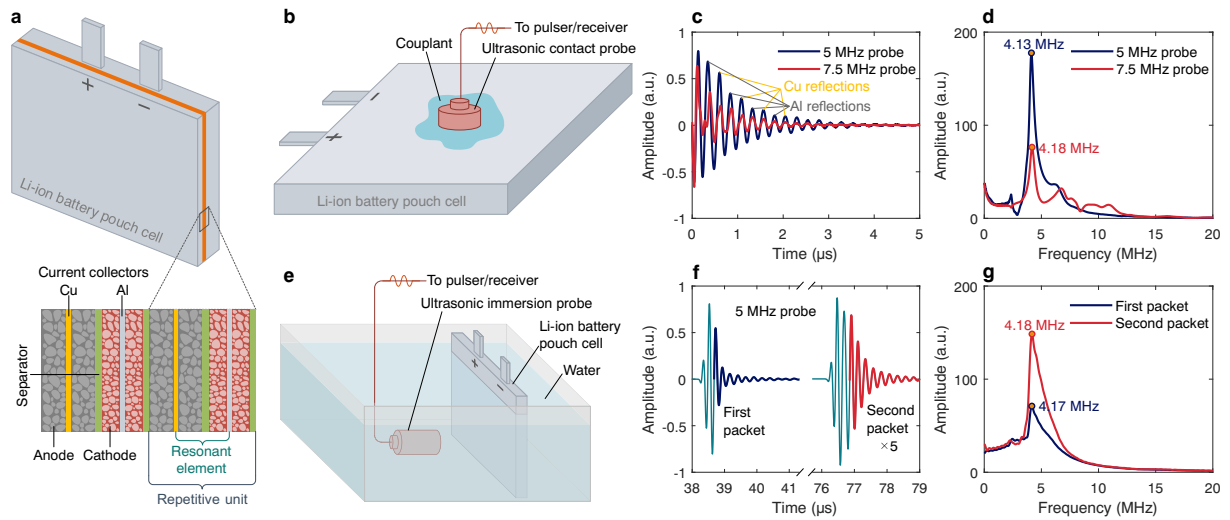 a
+
−
Li-ion battery pouch cell
Current collectors
Cu
Al
Separator
Anode
Cathode
Resonant
element
Repetitive unit
b
To pulser/receiver
Couplant
Ultrasonic contact probe
−
+
Li-ion battery pouch cell
c
1
0.5
0
-0.5
-1
Amplitude (a.u.)
5 MHz probe
7.5 MHz probe
Cu reflections
Al reflections
0
1
2
3
4
5
Time (μs)
d
200
100
0
Amplitude (a.u.)
4.13 MHz
5 MHz probe
7.5 MHz probe
4.18 MHz
0
5
10
15
20
Frequency (MHz)
e
To pulser/receiver
Ultrasonic immersion probe
Li-ion battery
pouch cell
Water
+
−
f
1
0.5
0
-0.5
-1
Amplitude (a.u.)
5 MHz probe
First
packet
Second
packet
×5
38
39
40
41
76
77
78
79
Time (μs)
g
200
100
0
Amplitude (a.u.)
First packet
4.18 MHz
Second packet
4.17 MHz
0
5
10
15
20
Frequency (MHz)